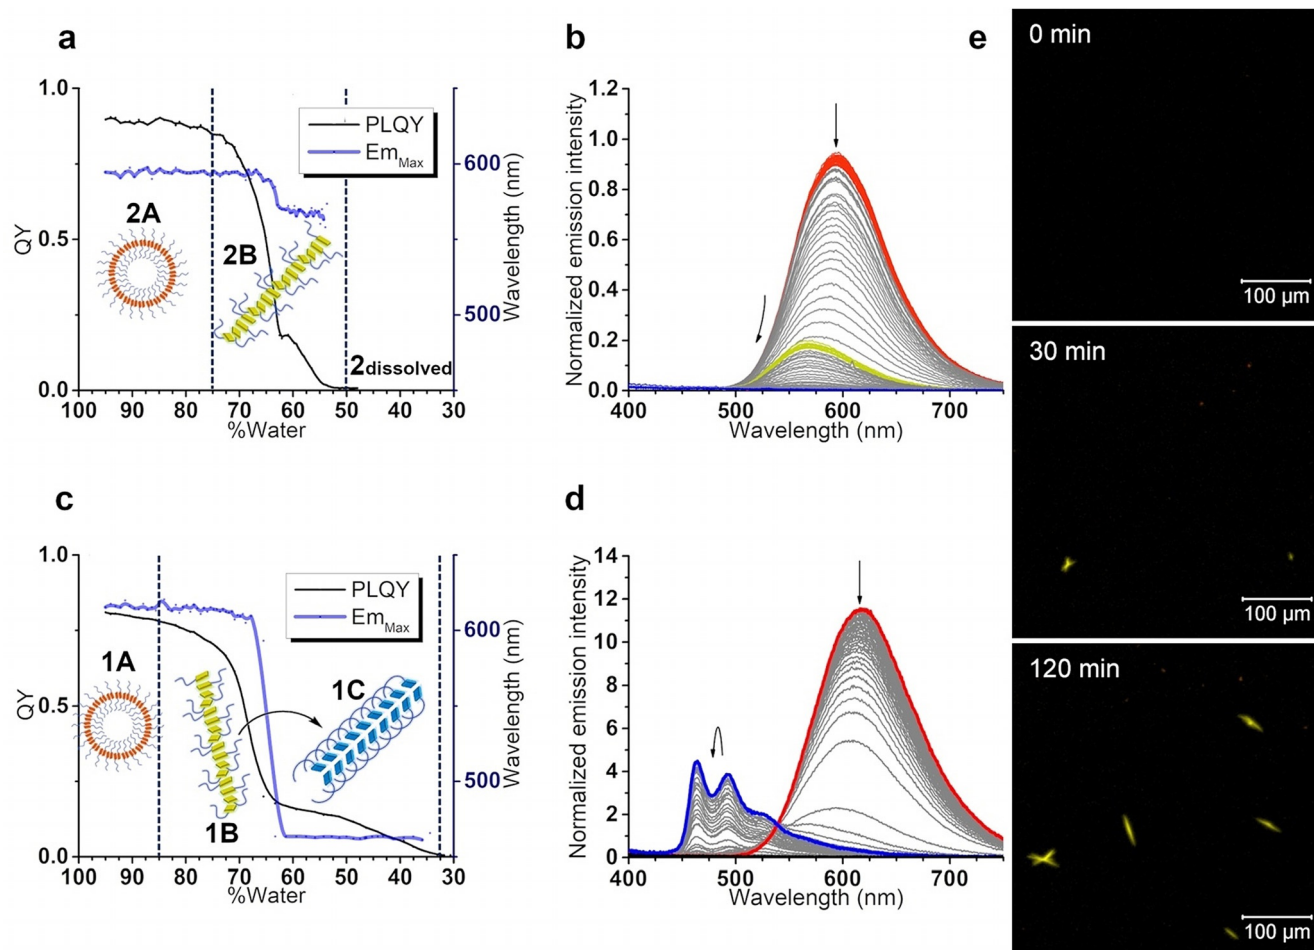 a
1.0
0.5
0.0
QY
PLQY
EmMax
600
500
Wavelength (nm)
2A
2B
2dissolved
100 90 80 70 60 50 40 30
%Water
b
1.2
1.0
0.8
0.6
0.4
0.2
0.0
Normalized emission intensity
400 500 600 700
Wavelength (nm)
c
1.0
0.5
0.0
QY
PLQY
EmMax
600
500
Wavelength (nm)
1A
1B
1C
100 90 80 70 60 50 40 30
%Water
d
14
12
10
8
6
4
2
0
Normalized emission intensity
400 500 600 700
Wavelength (nm)
e
0 min
100 µm
30 min
100 µm
120 min
100 µm